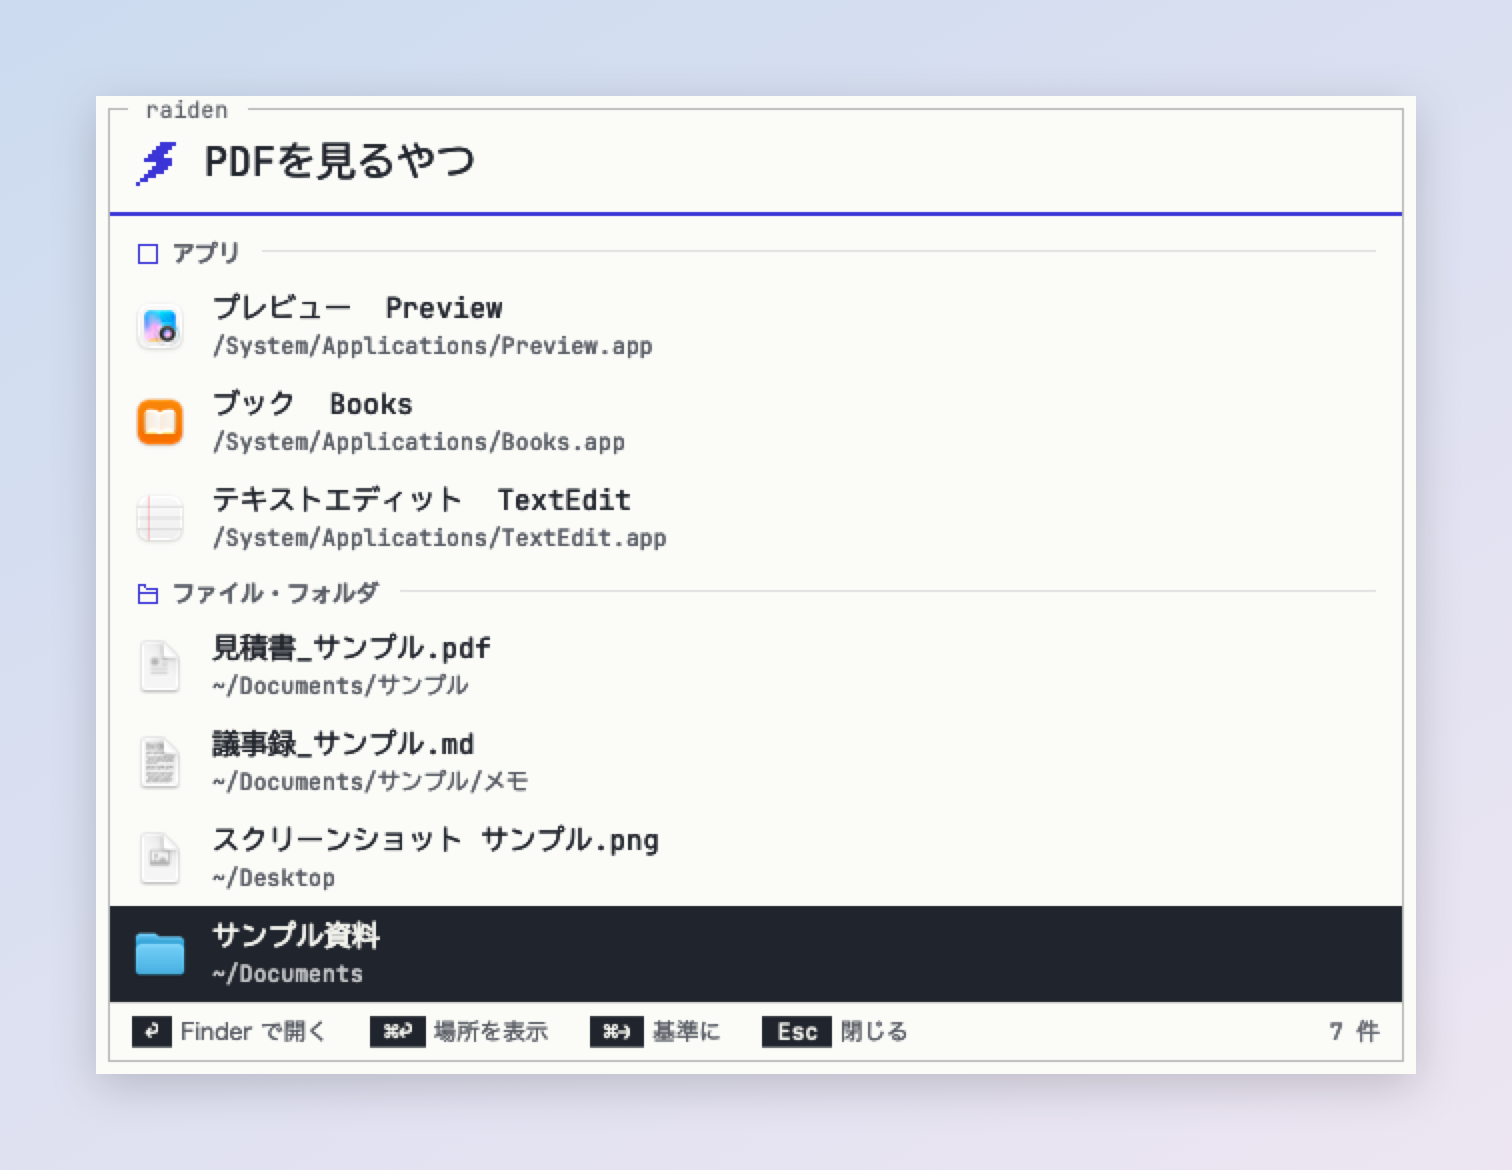 raiden
PDFを見るやつ
アプリ
プレビュー Preview
/System/Applications/Preview.app
ブック Books
/System/Applications/Books.app
テキストエディット TextEdit
/System/Applications/TextEdit.app
ファイル・フォルダ
見積書_サンプル.pdf
~/Documents/サンプル
議事録_サンプル.md
~/Documents/サンプル/メモ
スクリーンショット サンプル.png
~/Desktop
サンプル資料
~/Documents
⏎ Finder で開く ⌘⏎ 場所を表示 ⌘→ 基準に Esc 閉じる 7 件